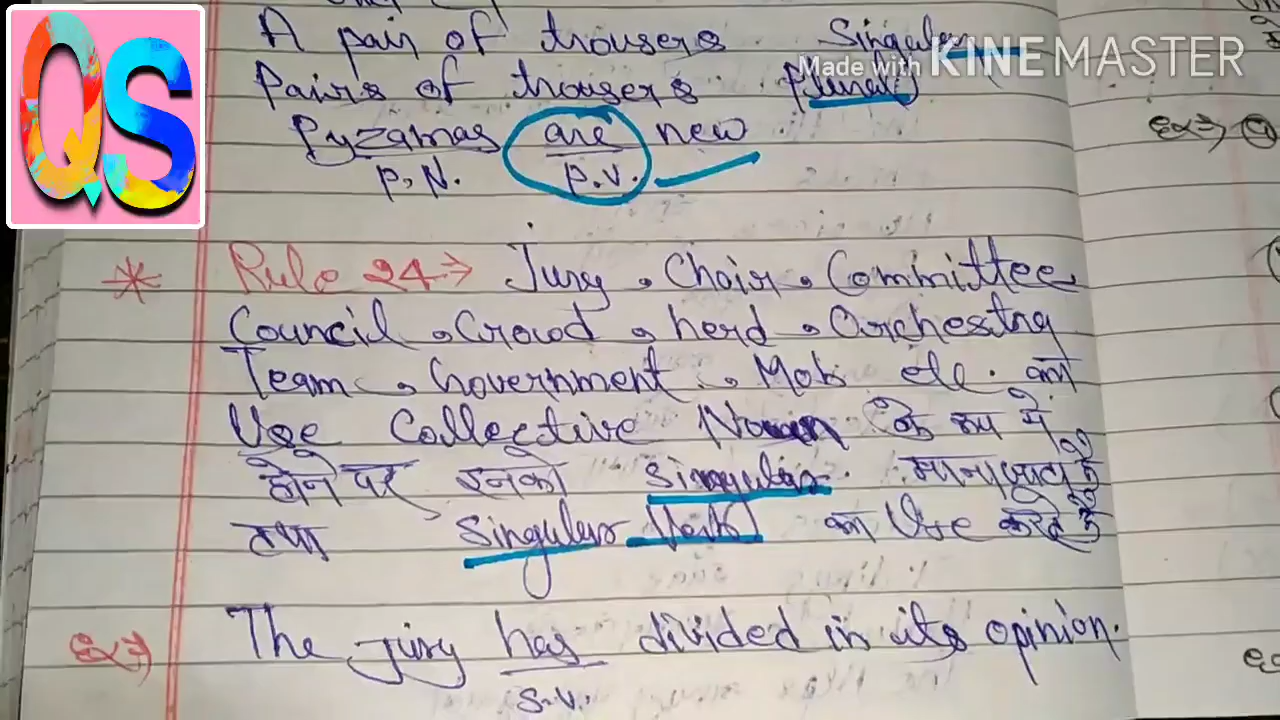 QS
Made with KINEMASTER
A pair of trousers Singular
Pairs of trousers Plural
Pyzamas are new
P.N. P.V.
Ex⇒
* Rule 24⇒ Jury, Choir, Committee
Council, Crowd, herd, Orchestra
Team, Government, Mob etc. का
Use Collective Noun के रूप मे
होने पर इनको Singular माना जाता है
तथा Singular Verb का Use करते है
Ex⇒ The Jury has divided in its opinion.
S.V.